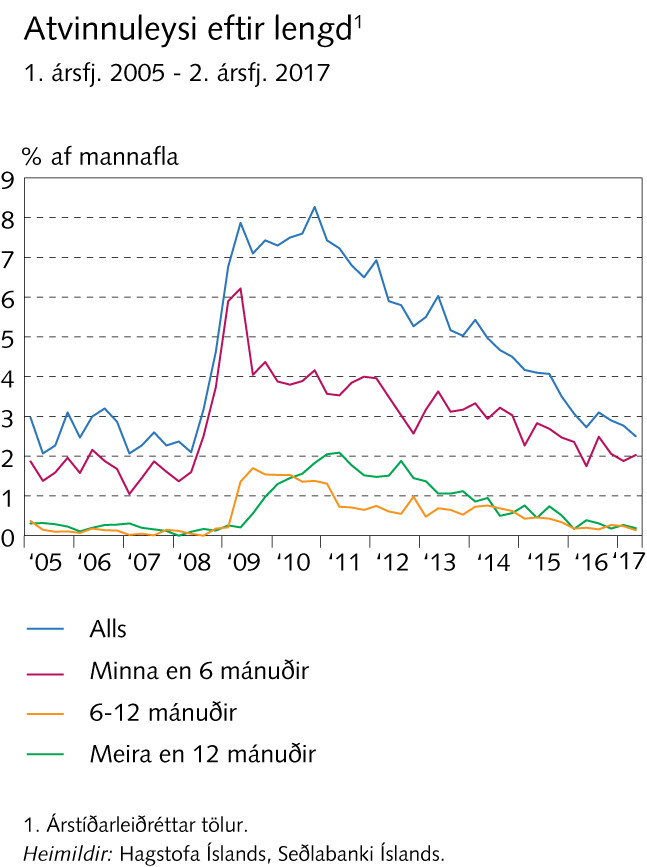 Atvinnuleysi eftir lengd¹
1. ársfj. 2005 - 2. ársfj. 2017
% af mannafla
9
8
7
6
5
4
3
2
1
0
'05 '06 '07 '08 '09 '10 '11 '12 '13 '14 '15 '16 '17
Alls
Minna en 6 mánuðir
6-12 mánuðir
Meira en 12 mánuðir
1. Árstíðarleiðréttar tölur.
Heimildir: Hagstofa Íslands, Seðlabanki Íslands.